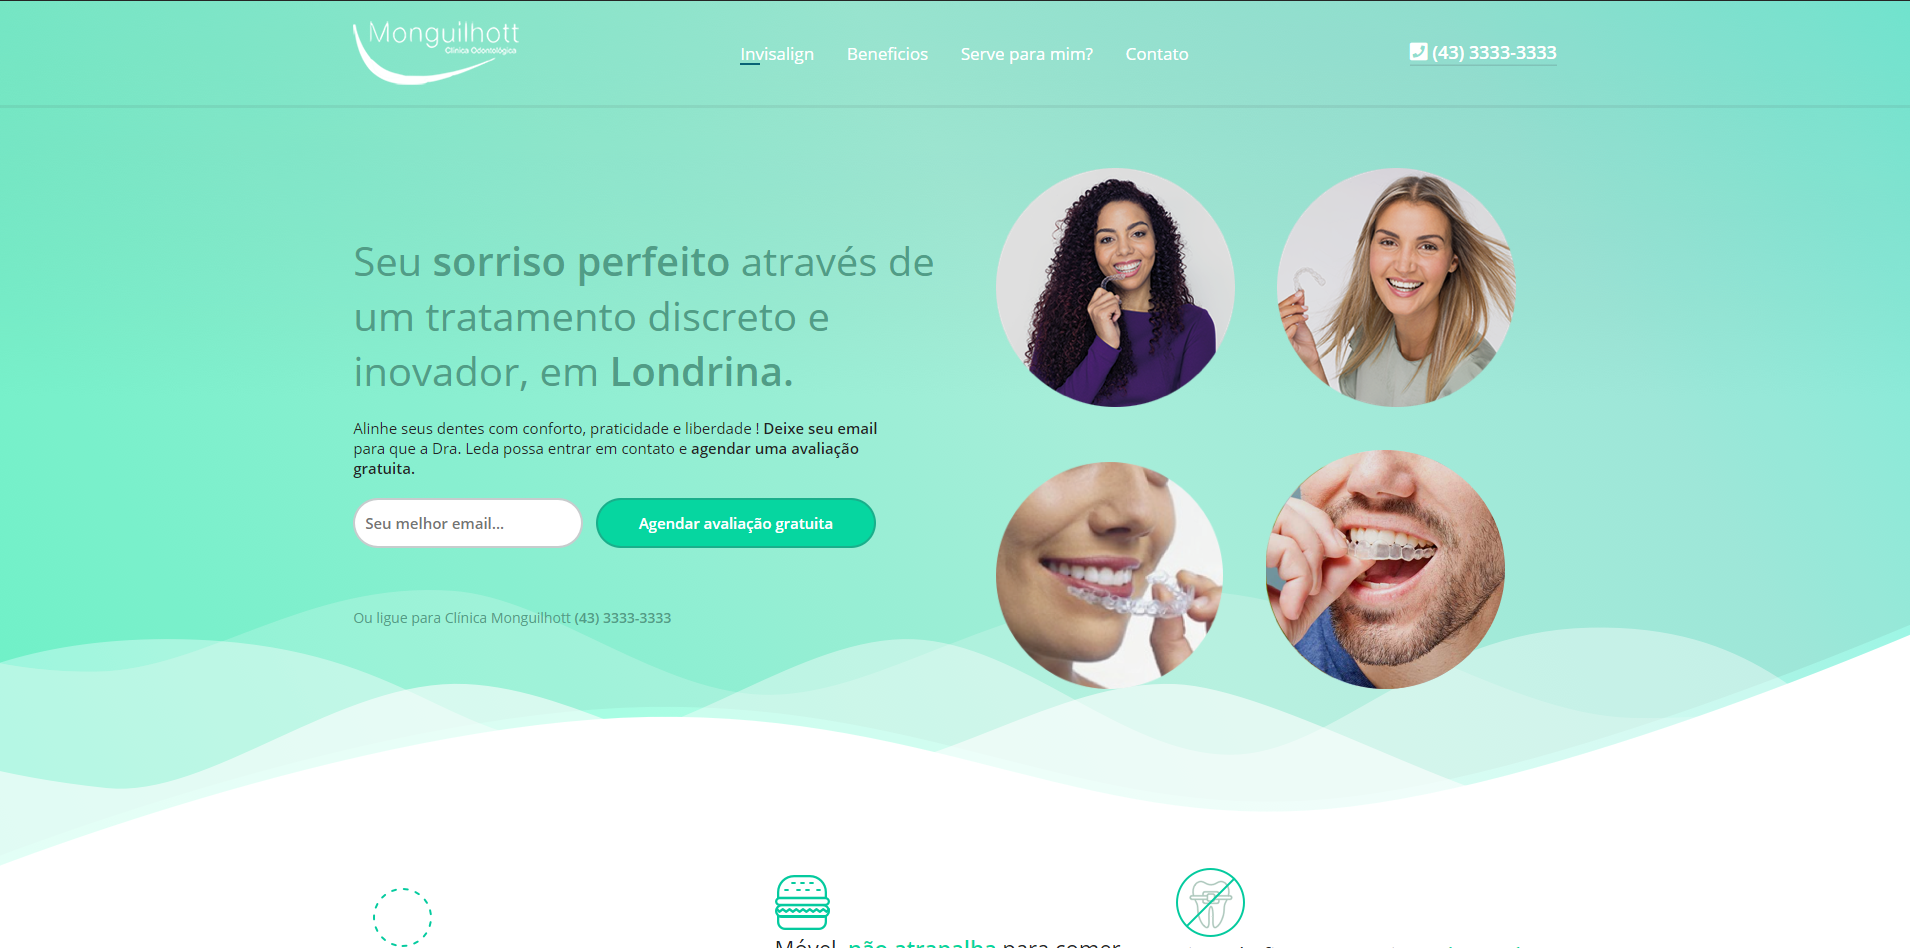 Monguilhott
Clínica Odontológica
Invisalign
Beneficios
Serve para mim?
Contato
(43) 3333-3333
Seu sorriso perfeito através de
um tratamento discreto e
inovador, em Londrina.
Alinhe seus dentes com conforto, praticidade e liberdade ! Deixe seu email
para que a Dra. Leda possa entrar em contato e agendar uma avaliação
gratuita.
Seu melhor email...
Agendar avaliação gratuita
Ou ligue para Clínica Monguilhott (43) 3333-3333
Móvel, não atrapalha para comer